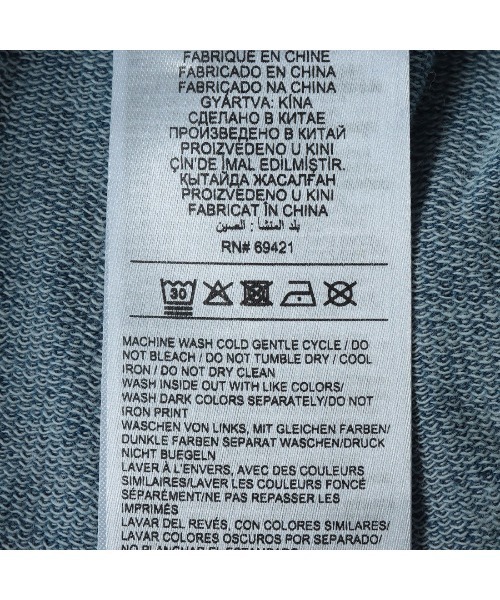 FABRIQUE EN CHINE
FABRICADO EN CHINA
FABRICADO NA CHINA
GYÁRTVA: KÍNA
СДЕЛАНО В КИТАЕ
ПРОИЗВЕДЕНО В КИТАЙ
PROIZVEDENO U KINI
ÇİN'DE İMAL EDİLMİŞTİR.
ҚЫТАЙДА ЖАСАЛҒАН
PROIZVEDENO U KINI
FABRICAT ÎN CHINA
بلد المنشأ : الصين
RN# 69421
30
MACHINE WASH COLD GENTLE CYCLE / DO
NOT BLEACH / DO NOT TUMBLE DRY / COOL
IRON / DO NOT DRY CLEAN
WASH INSIDE OUT WITH LIKE COLORS/
WASH DARK COLORS SEPARATELY/DO NOT
IRON PRINT
WASCHEN VON LINKS, MIT GLEICHEN FARBEN/
DUNKLE FARBEN SEPARAT WASCHEN/DRUCK
NICHT BUEGELN
LAVER À L'ENVERS, AVEC DES COULEURS
SIMILAIRES/LAVER LES COULEURS FONCÉ
SÉPARÉMENT/NE PAS REPASSER LES
IMPRIMÉS
LAVAR DEL REVÉS, CON COLORES SIMILARES/
LAVAR COLORES OSCUROS POR SEPARADO/
NO PLANCHAR EL ESTAMPADO